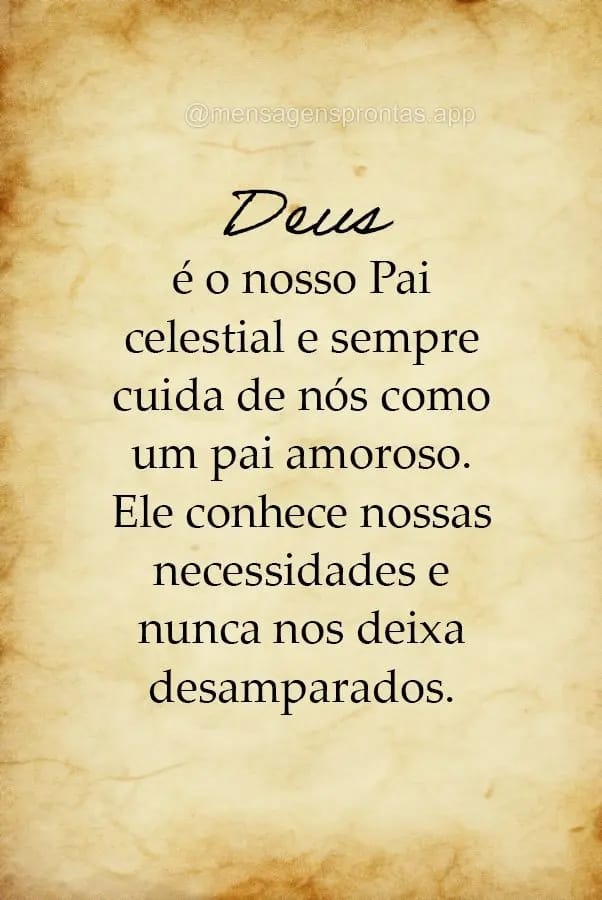 @mensagensprontas.app
Deus
é o nosso Pai
celestial e sempre
cuida de nós como
um pai amoroso.
Ele conhece nossas
necessidades e
nunca nos deixa
desamparados.